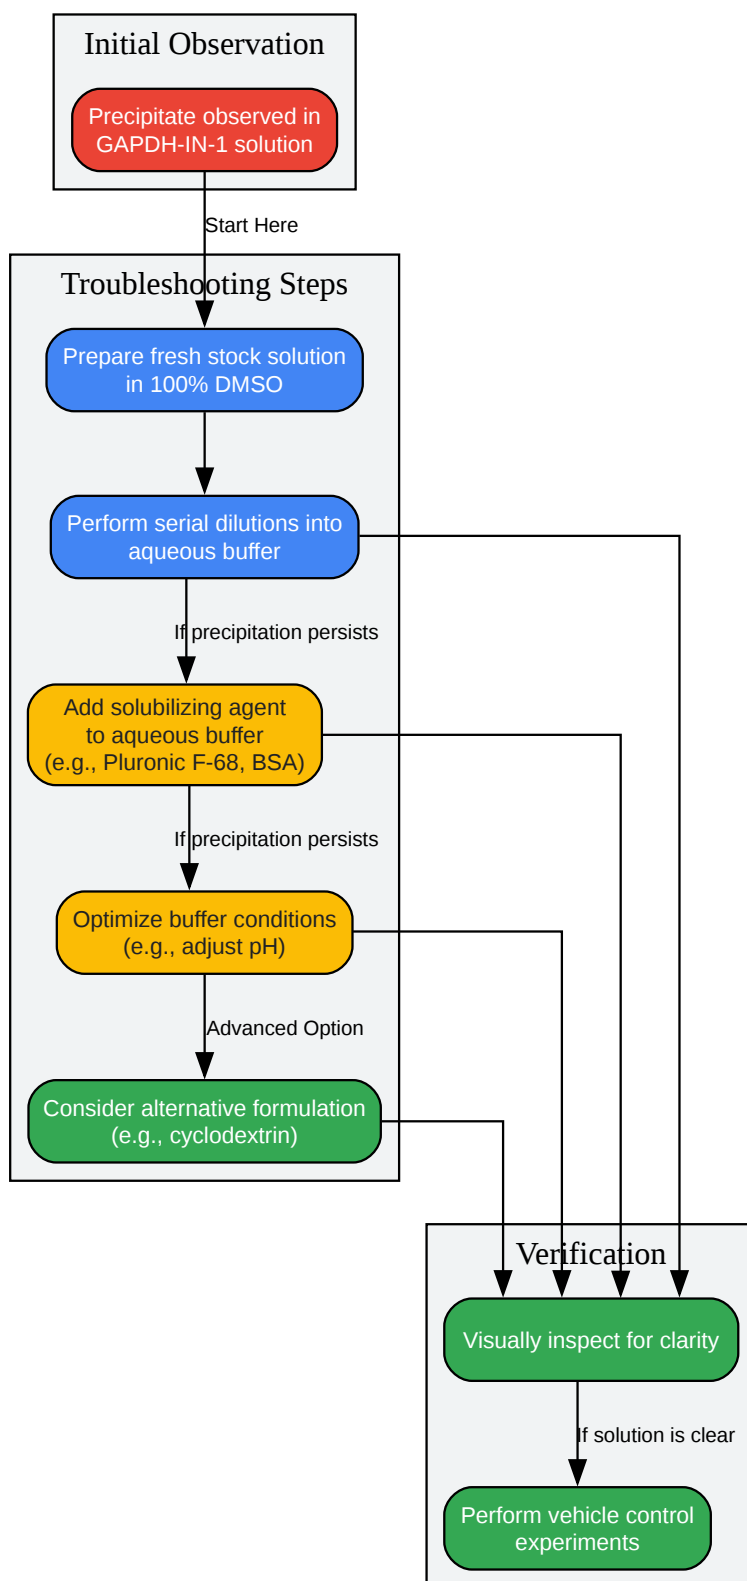 Initial Observation
Precipitate observed in
GAPDH-IN-1 solution
Start Here
Troubleshooting Steps
Prepare fresh stock solution
in 100% DMSO
Perform serial dilutions into
aqueous buffer
If precipitation persists
Add solubilizing agent
to aqueous buffer
(e.g., Pluronic F-68, BSA)
If precipitation persists
Optimize buffer conditions
(e.g., adjust pH)
Advanced Option
Consider alternative formulation
(e.g., cyclodextrin)
Verification
Visually inspect for clarity
If solution is clear
Perform vehicle control
experiments